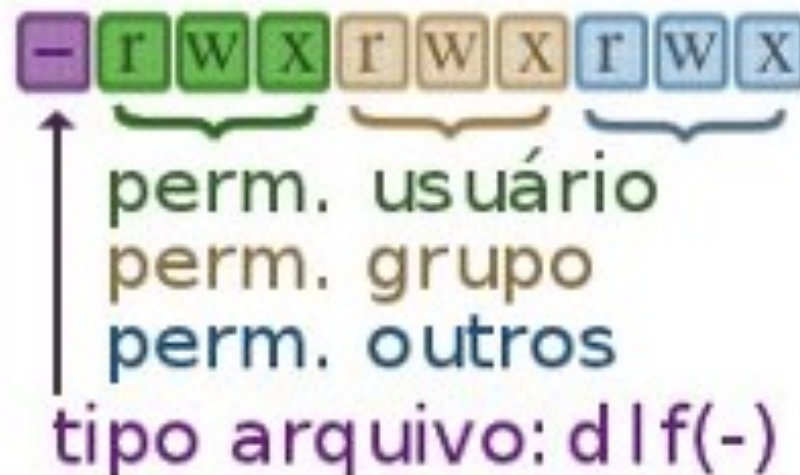 - r w x r w x r w x
perm. usuário
perm. grupo
perm. outros
tipo arquivo: d l f(-)